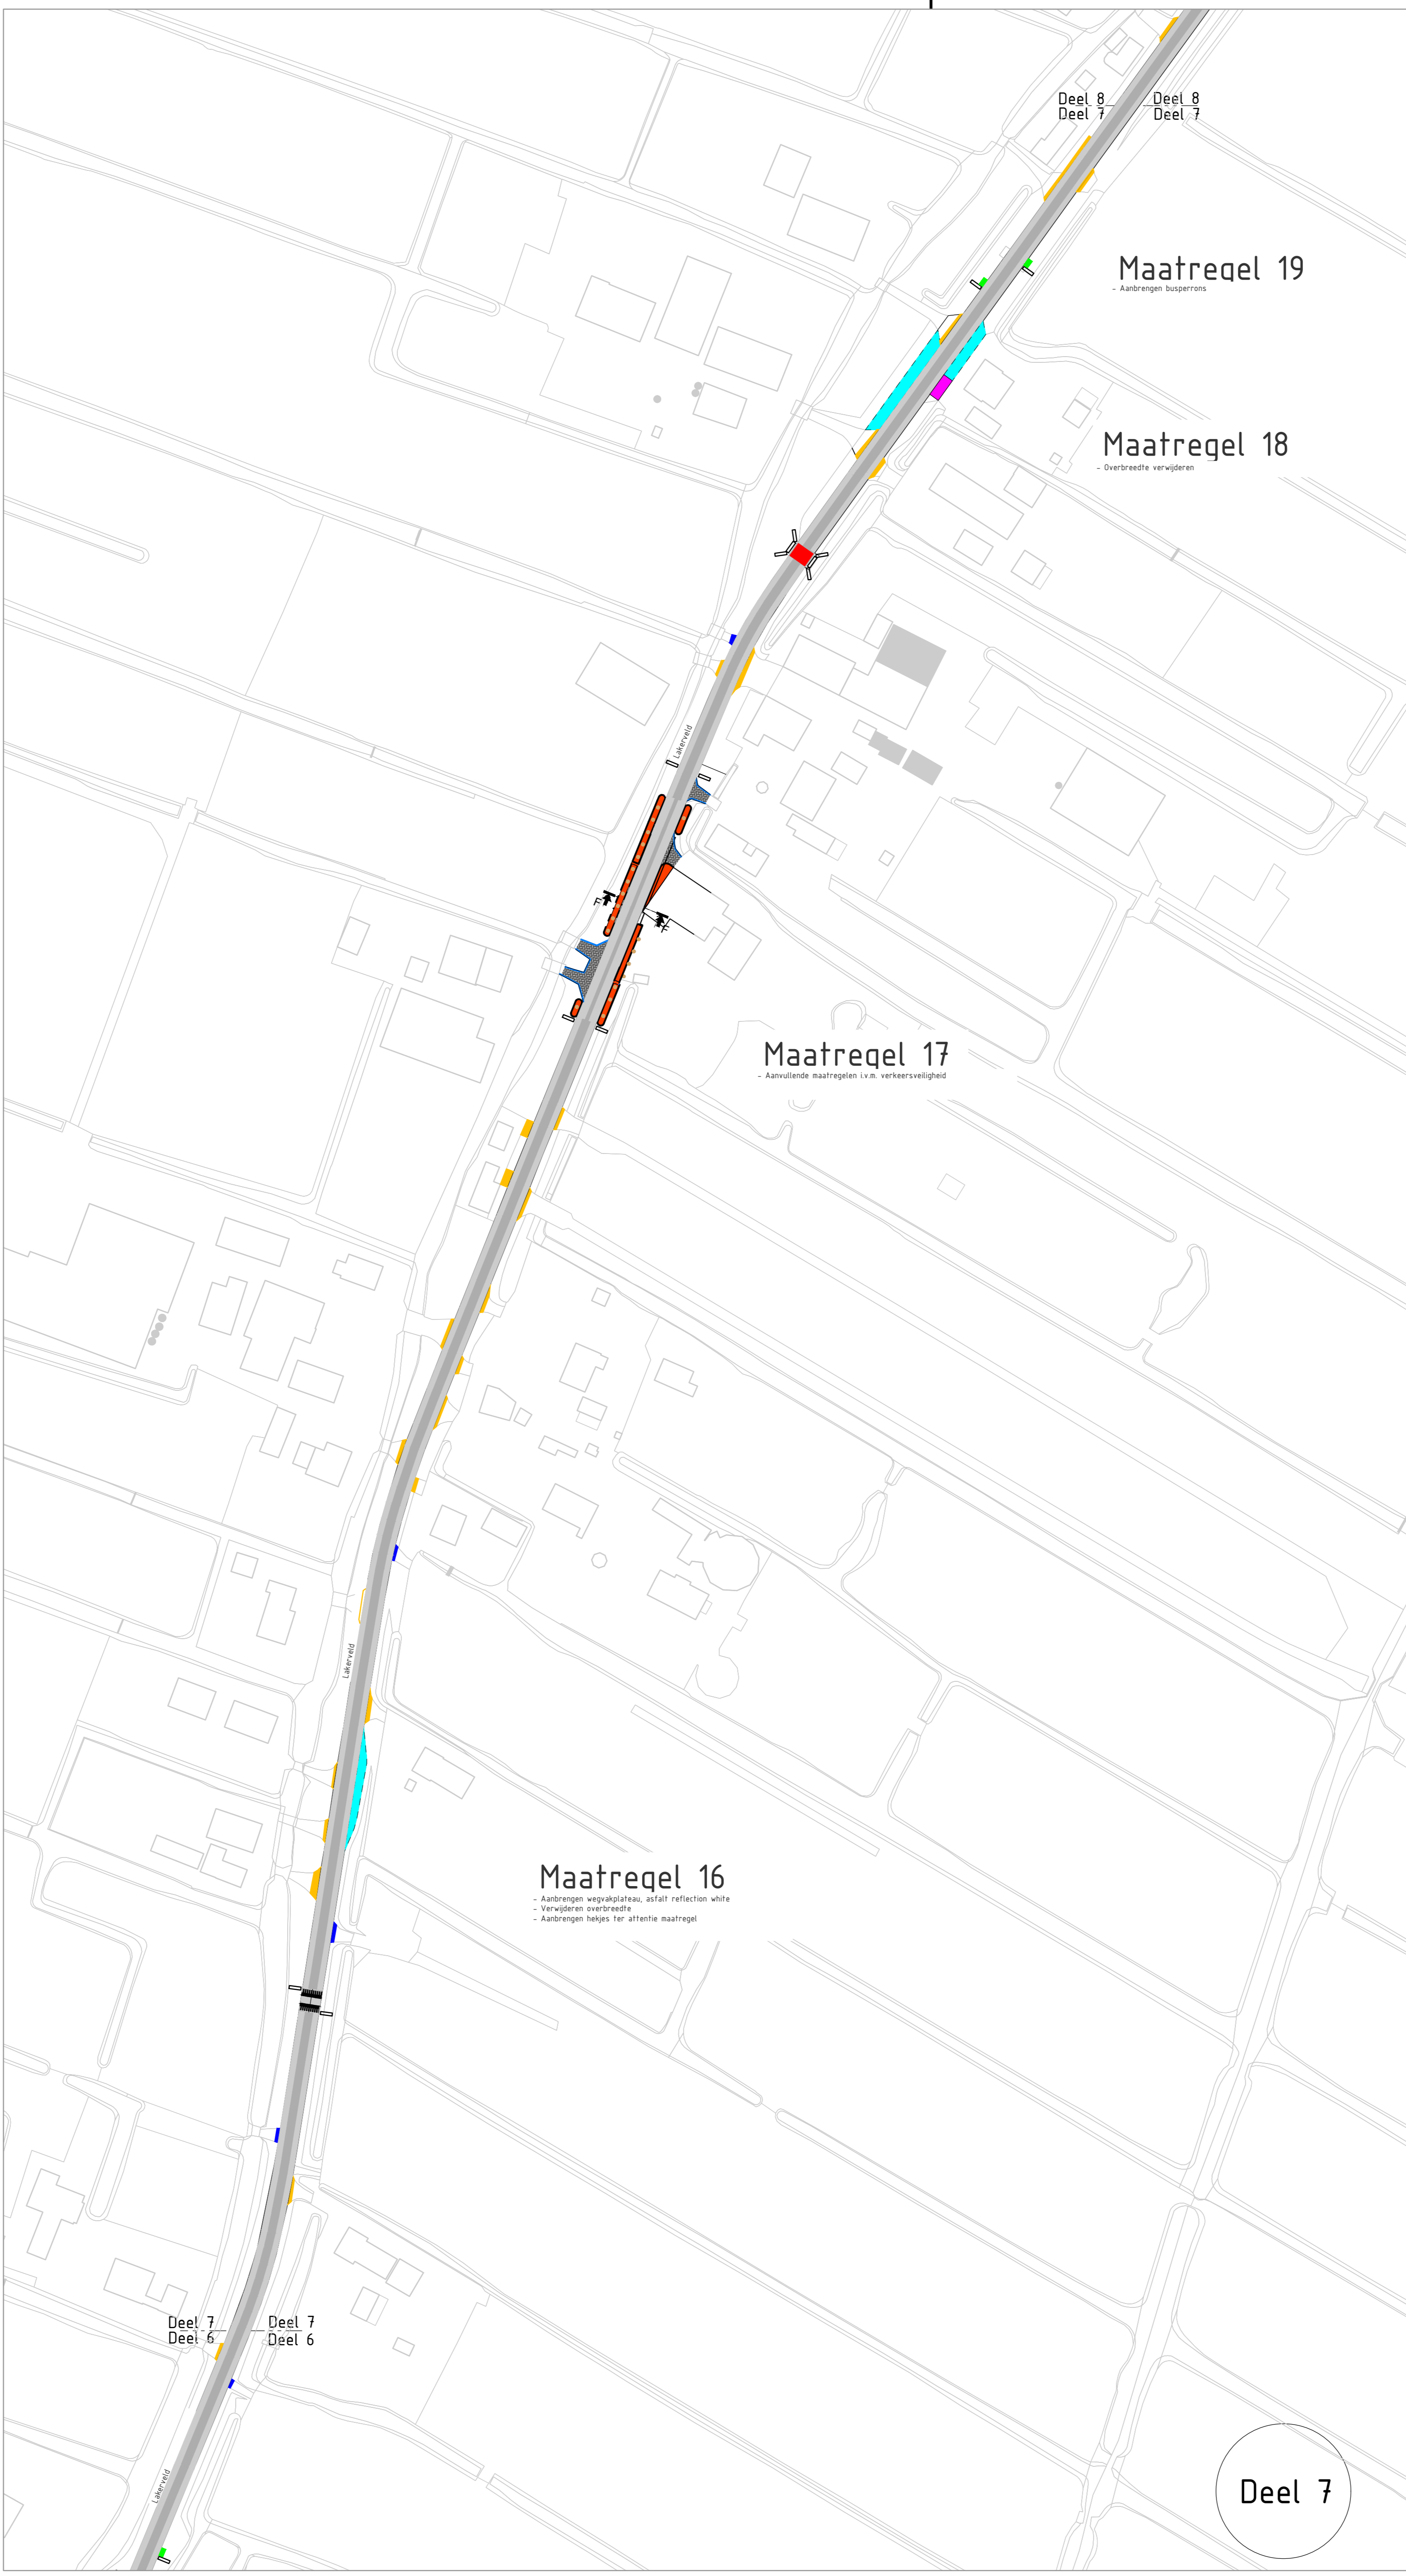 Deel 8
Deel 7
Deel 8
Deel 7
Maatregel 19
- Aanbrengen busperrons
Maatregel 18
- Overbreedte verwijderen
Lakerveld
F
F
Maatregel 17
- Aanvullende maatregelen i.v.m. verkeersveiligheid
Lakerveld
Maatregel 16
- Aanbrengen wegvakplateau, asfalt reflection white
- Verwijderen overbreedte
- Aanbrengen hekjes ter attentie maatregel
Deel 7
Deel 6
Deel 7
Deel 6
Lakerveld
Deel 7